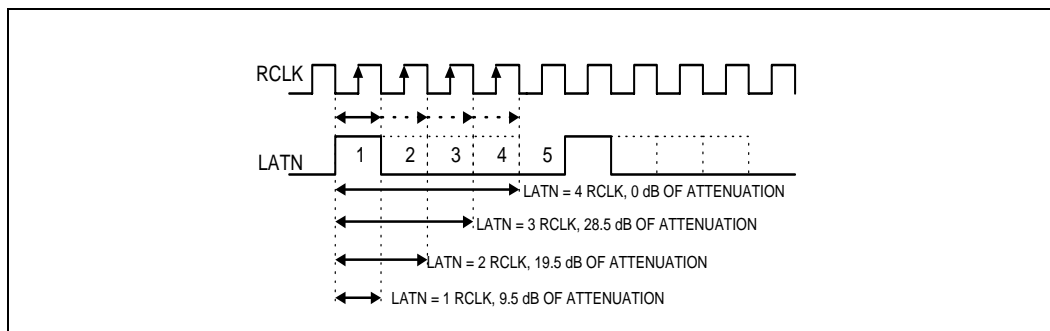 RCLK
LATN
1 2 3 4 5
LATN = 4 RCLK, 0 dB OF ATTENUATION
LATN = 3 RCLK, 28.5 dB OF ATTENUATION
LATN = 2 RCLK, 19.5 dB OF ATTENUATION
LATN = 1 RCLK, 9.5 dB OF ATTENUATION